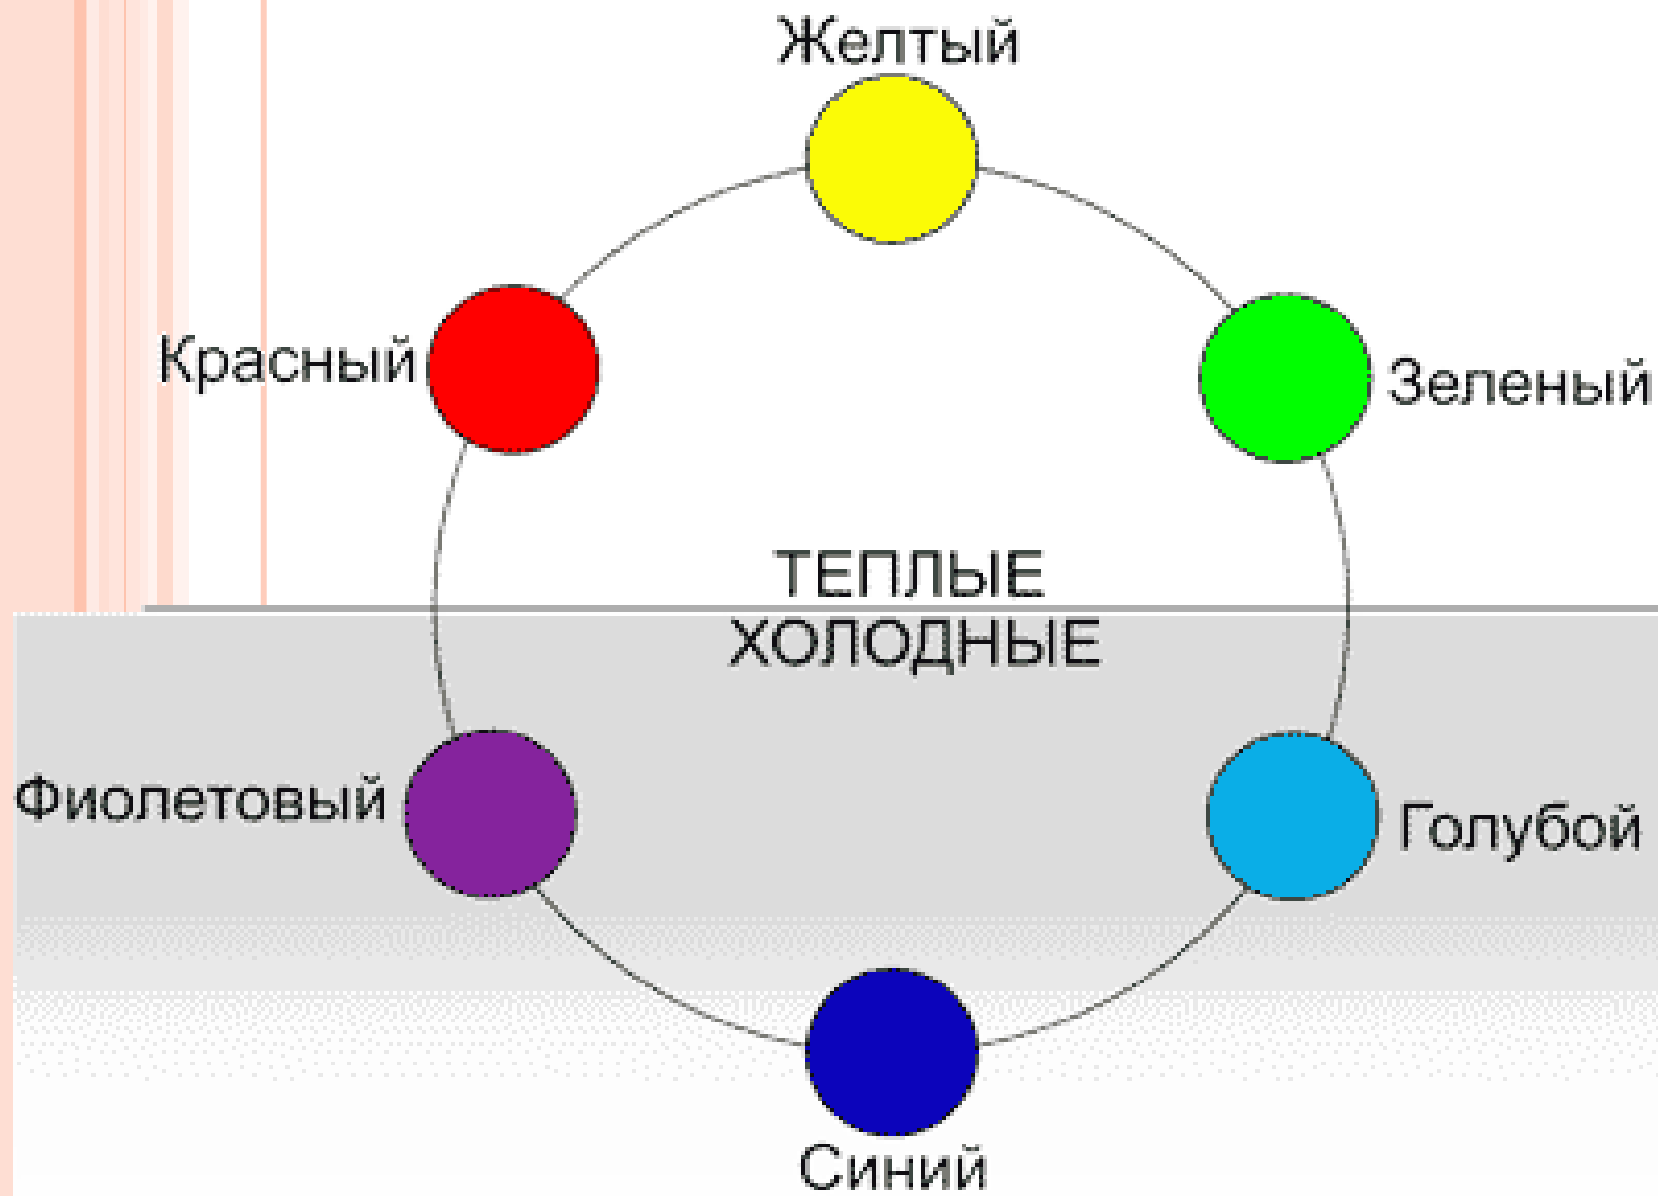 Желтый
Красный
Зеленый
ТЕПЛЫЕ
ХОЛОДНЫЕ
Фиолетовый
Голубой
Синий